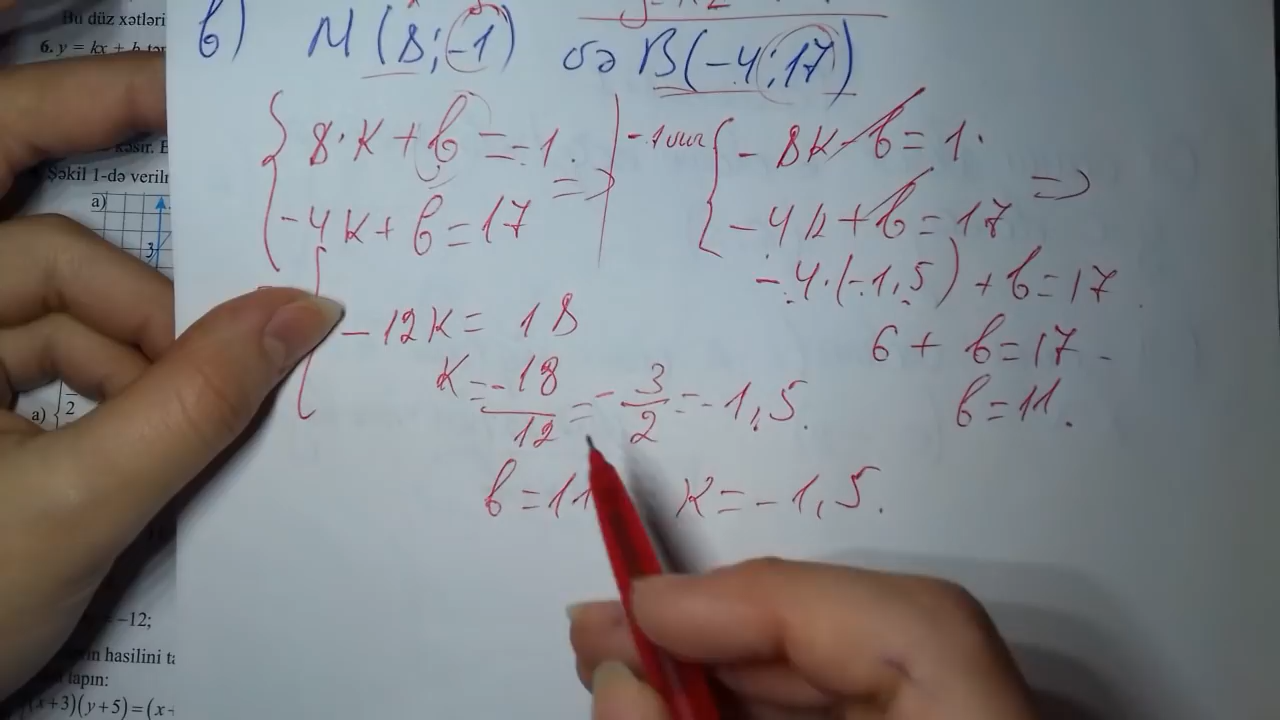 Bu düz xətləri
6. y = kx + b
b) M(8;-1) və B(-4;17)
{ 8·k+b=-1. => | -1 vur { -8k-b=1. =>
-4k+b=17
-4k+b=17
-4·(-1,5)+b=17
-12k=18
6+b=17
k=-18/12=-3/2=-1,5.
b=11.
b=11 k=-1,5.
kəsir. E
Şəkil 1-də veriln
a)
3
a)
2
-12;
hasilini ta
tapın:
(x+3)(y+5)=(x+